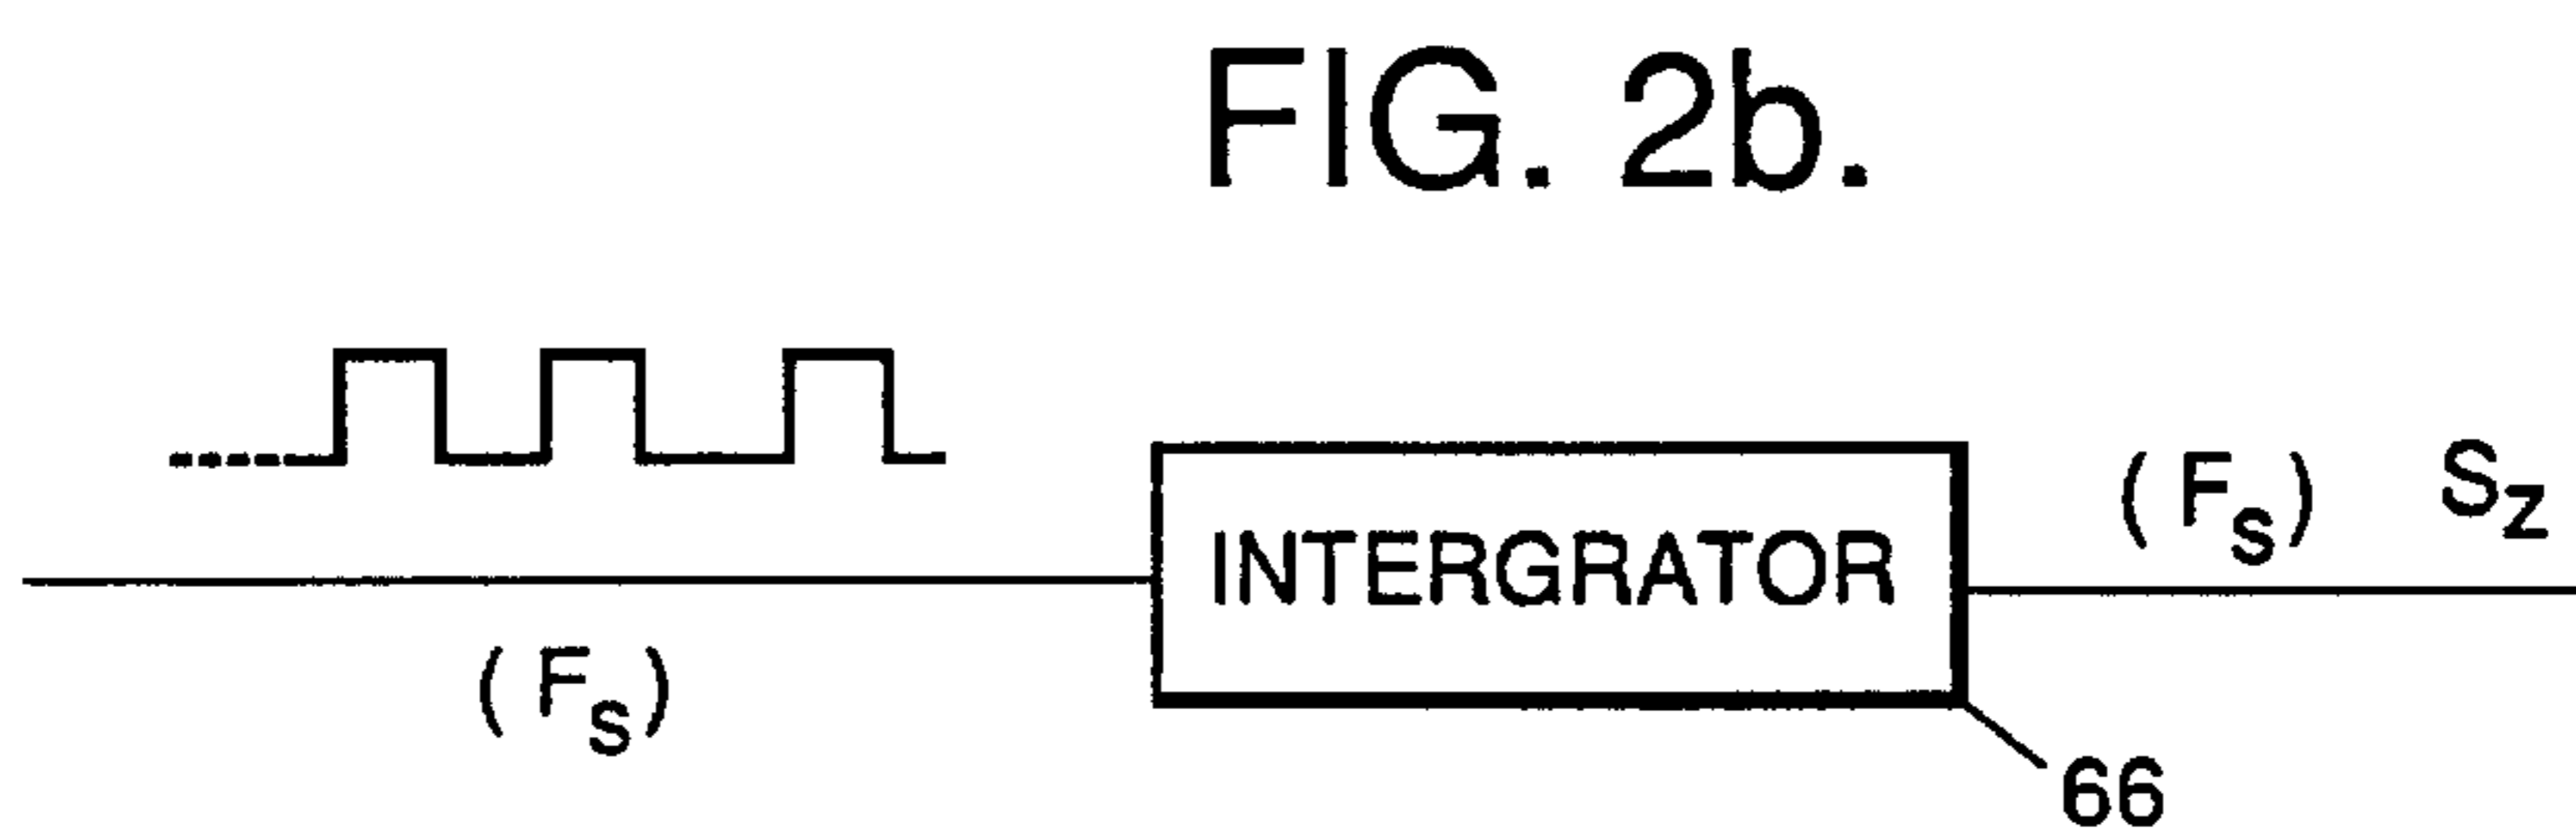 FIG. 2b.
(FS) SZ
INTERGRATOR
(FS)
66